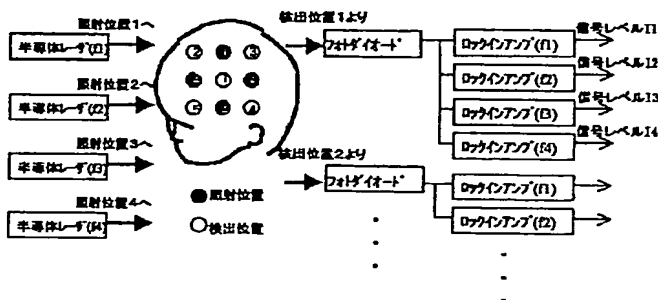 照射位置1へ
半導体レーザ(f1)
照射位置2へ
半導体レーザ(f2)
照射位置3へ
半導体レーザ(f3)
照射位置4へ
半導体レーザ(f4)
2
3
1
●照射位置
○検出位置
検出位置1より
フォトダイオード
ロックインアンプ(f1)
信号レベルI1
ロックインアンプ(f2)
信号レベルI2
ロックインアンプ(f3)
信号レベルI3
ロックインアンプ(f4)
信号レベルI4
検出位置2より
フォトダイオード
ロックインアンプ(f1)
ロックインアンプ(f2)